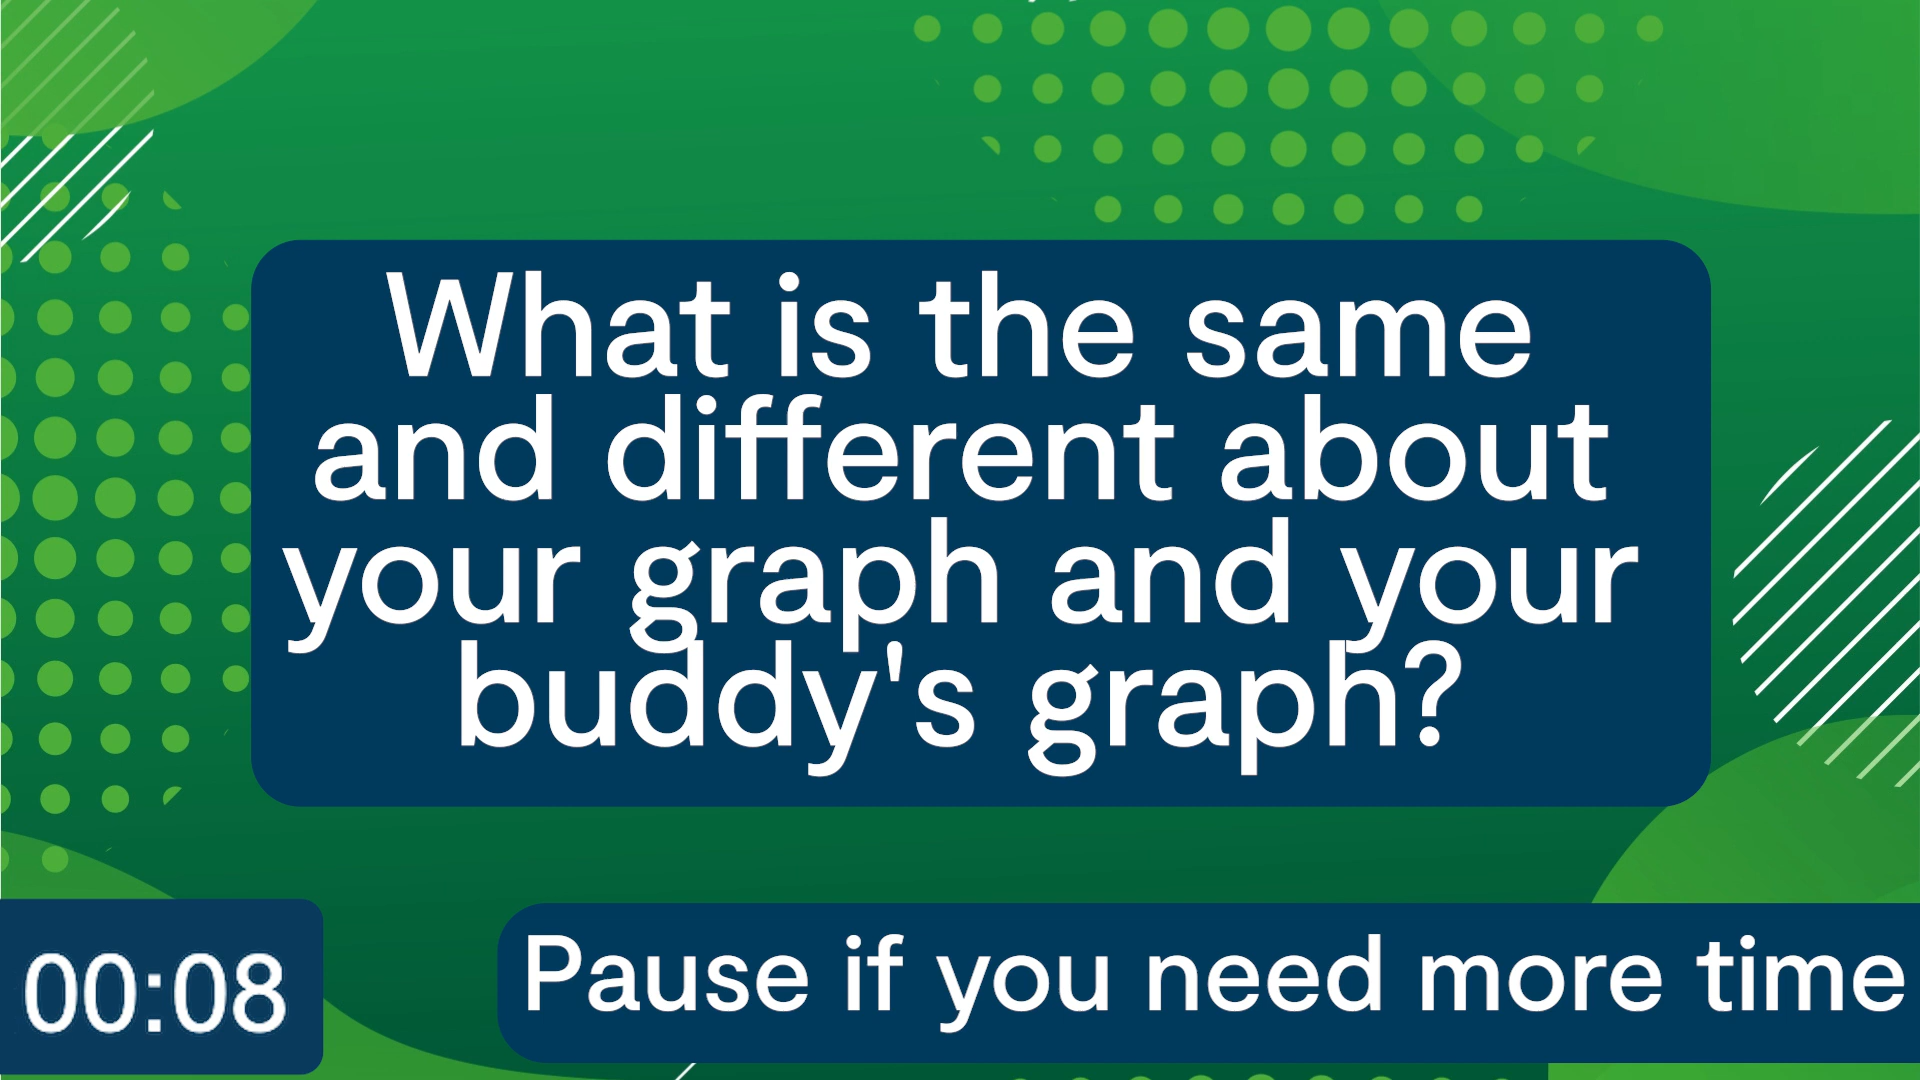 What is the same
and different about
your graph and your
buddy's graph?
00:08
Pause if you need more time